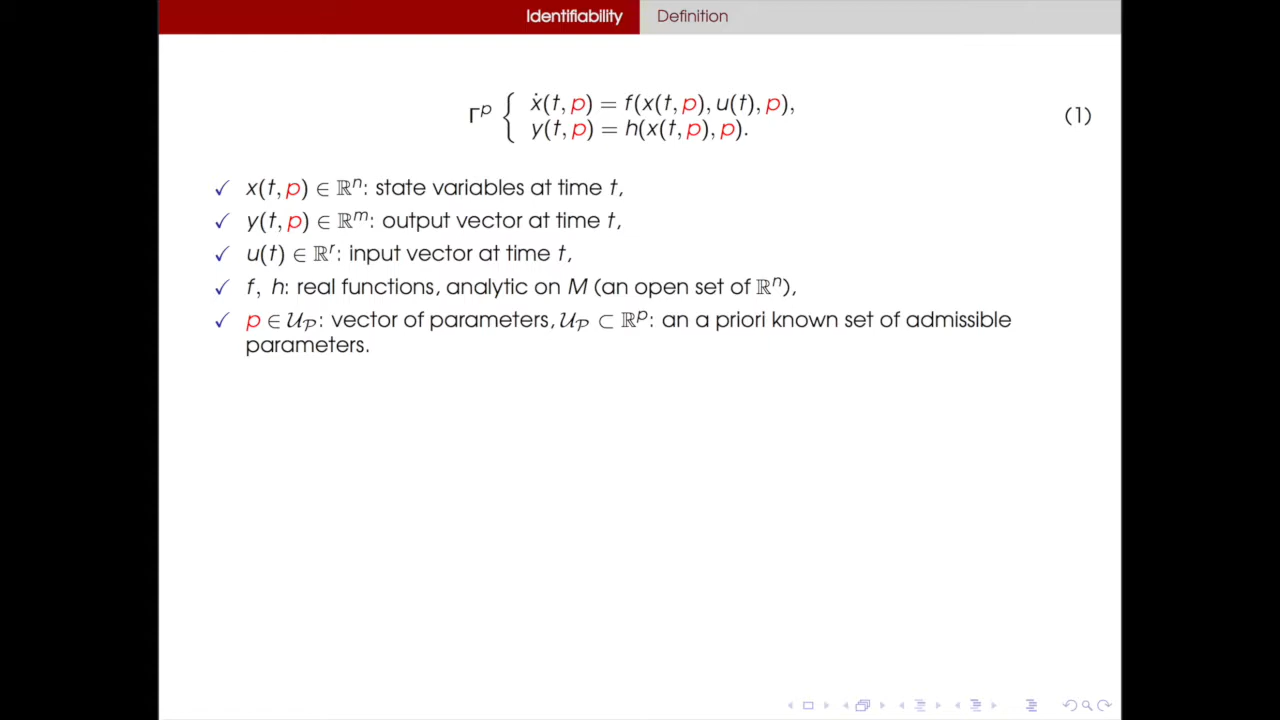 Identifiability Definition
Γᵖ { ẋ(t, p) = f(x(t, p), u(t), p),
y(t, p) = h(x(t, p), p). (1)
✓ x(t, p) ∈ ℝⁿ: state variables at time t,
✓ y(t, p) ∈ ℝᵐ: output vector at time t,
✓ u(t) ∈ ℝʳ: input vector at time t,
✓ f, h: real functions, analytic on M (an open set of ℝⁿ),
✓ p ∈ 𝒰_𝒫: vector of parameters, 𝒰_𝒫 ⊂ ℝᵖ: an a priori known set of admissible
parameters.